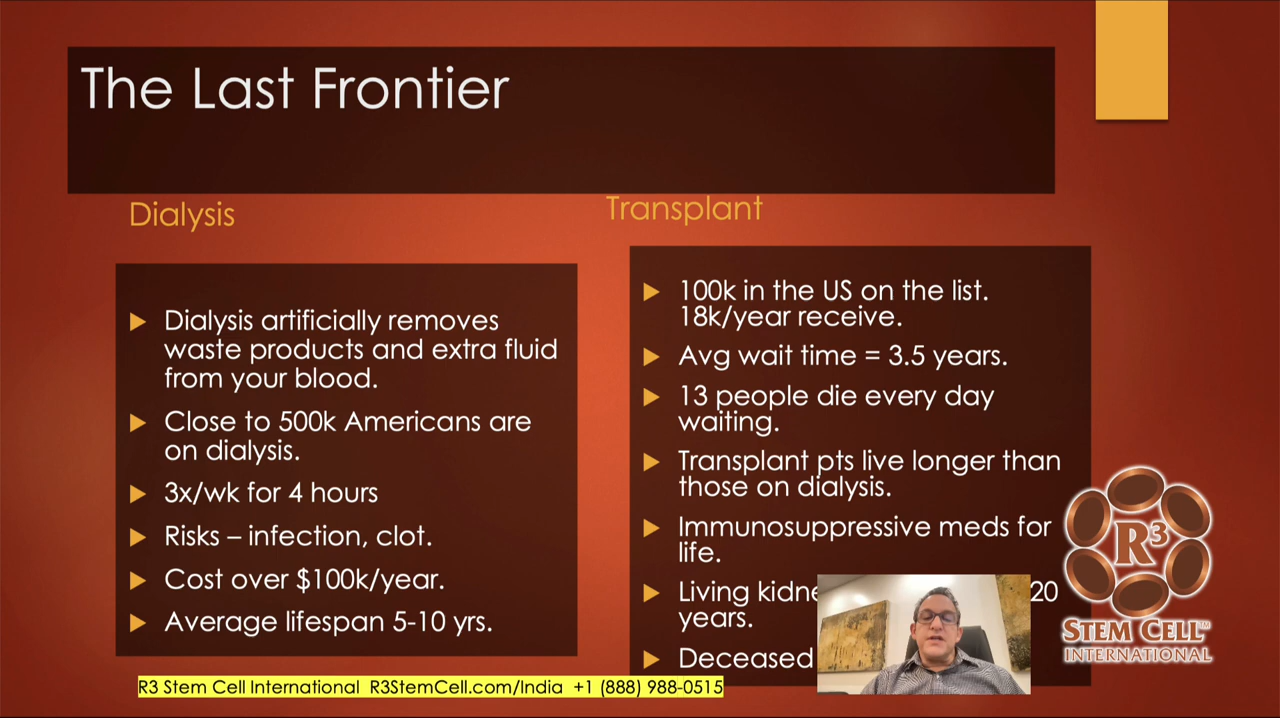 The Last Frontier
Dialysis
Dialysis artificially removes
waste products and extra fluid
from your blood.
Close to 500k Americans are
on dialysis.
3x/wk for 4 hours
Risks – infection, clot.
Cost over $100k/year.
Average lifespan 5-10 yrs.
Transplant
100k in the US on the list.
18k/year receive.
Avg wait time = 3.5 years.
13 people die every day
waiting.
Transplant pts live longer than
those on dialysis.
Immunosuppressive meds for
life.
Living 20
years.
Deceased
R3 Stem Cell International R3StemCell.com/India +1 (888) 988-0515
R³
STEM CELL™
INTERNATIONAL